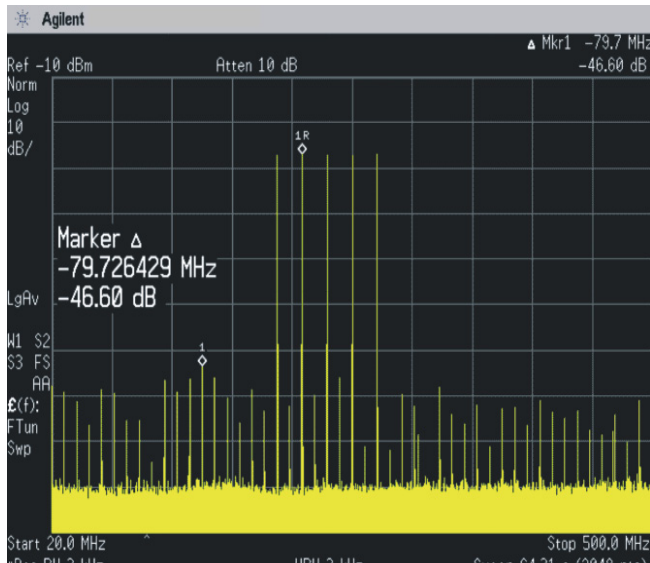 Agilent
Δ Mkr1 -79.7 MHz
Ref -10 dBm Atten 10 dB -46.60 dB
Norm
Log
10
dB/
1R
Marker Δ
-79.726429 MHz
-46.60 dB
LgAv
1
W1 S2
S3 FS
AA
£(f):
FTun
Swp
Start 20.0 MHz Stop 500.0 MHz